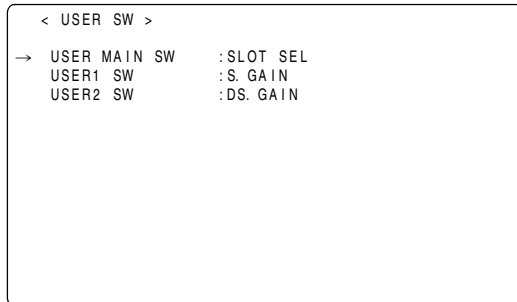 < USER SW >
→ USER MAIN SW :SLOT SEL
USER1 SW :S. GAIN
USER2 SW :DS. GAIN